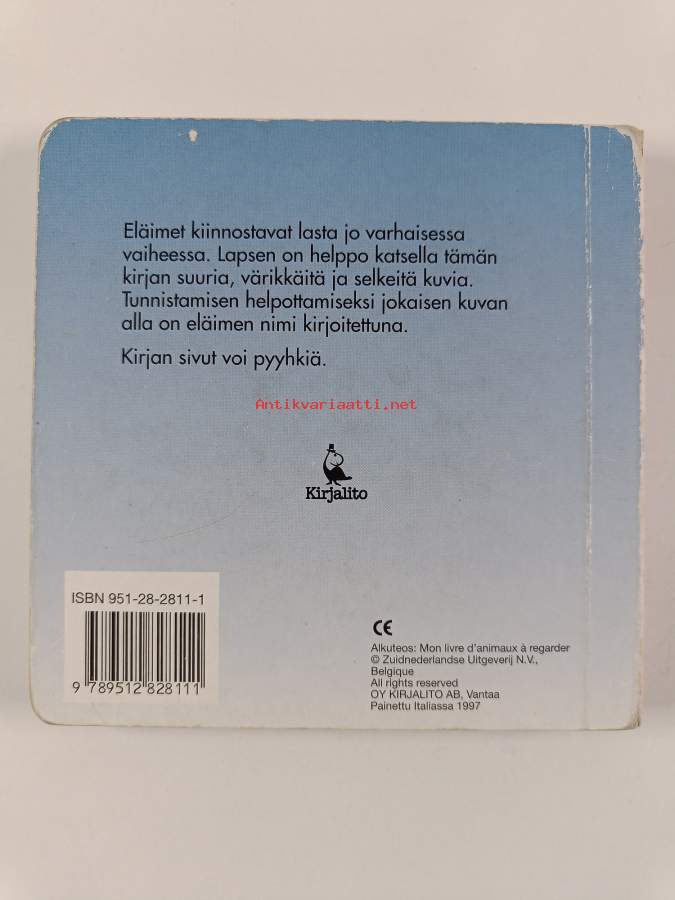 Eläimet kiinnostavat lasta jo varhaisessa
vaiheessa. Lapsen on helppo katsella tämän
kirjan suuria, värikkäitä ja selkeitä kuvia.
Tunnistamisen helpottamiseksi jokaisen kuvan
alla on eläimen nimi kirjoitettuna.
Kirjan sivut voi pyyhkiä.
Antikvariaatti.net
Kirjalito
ISBN 951-28-2811-1
9 789512 828111
CE
Alkuteos: Mon livre d'animaux à regarder
© Zuidnederlandse Uitgeverij N.V.,
Belgique
All rights reserved
OY KIRJALITO AB, Vantaa
Painettu Italiassa 1997